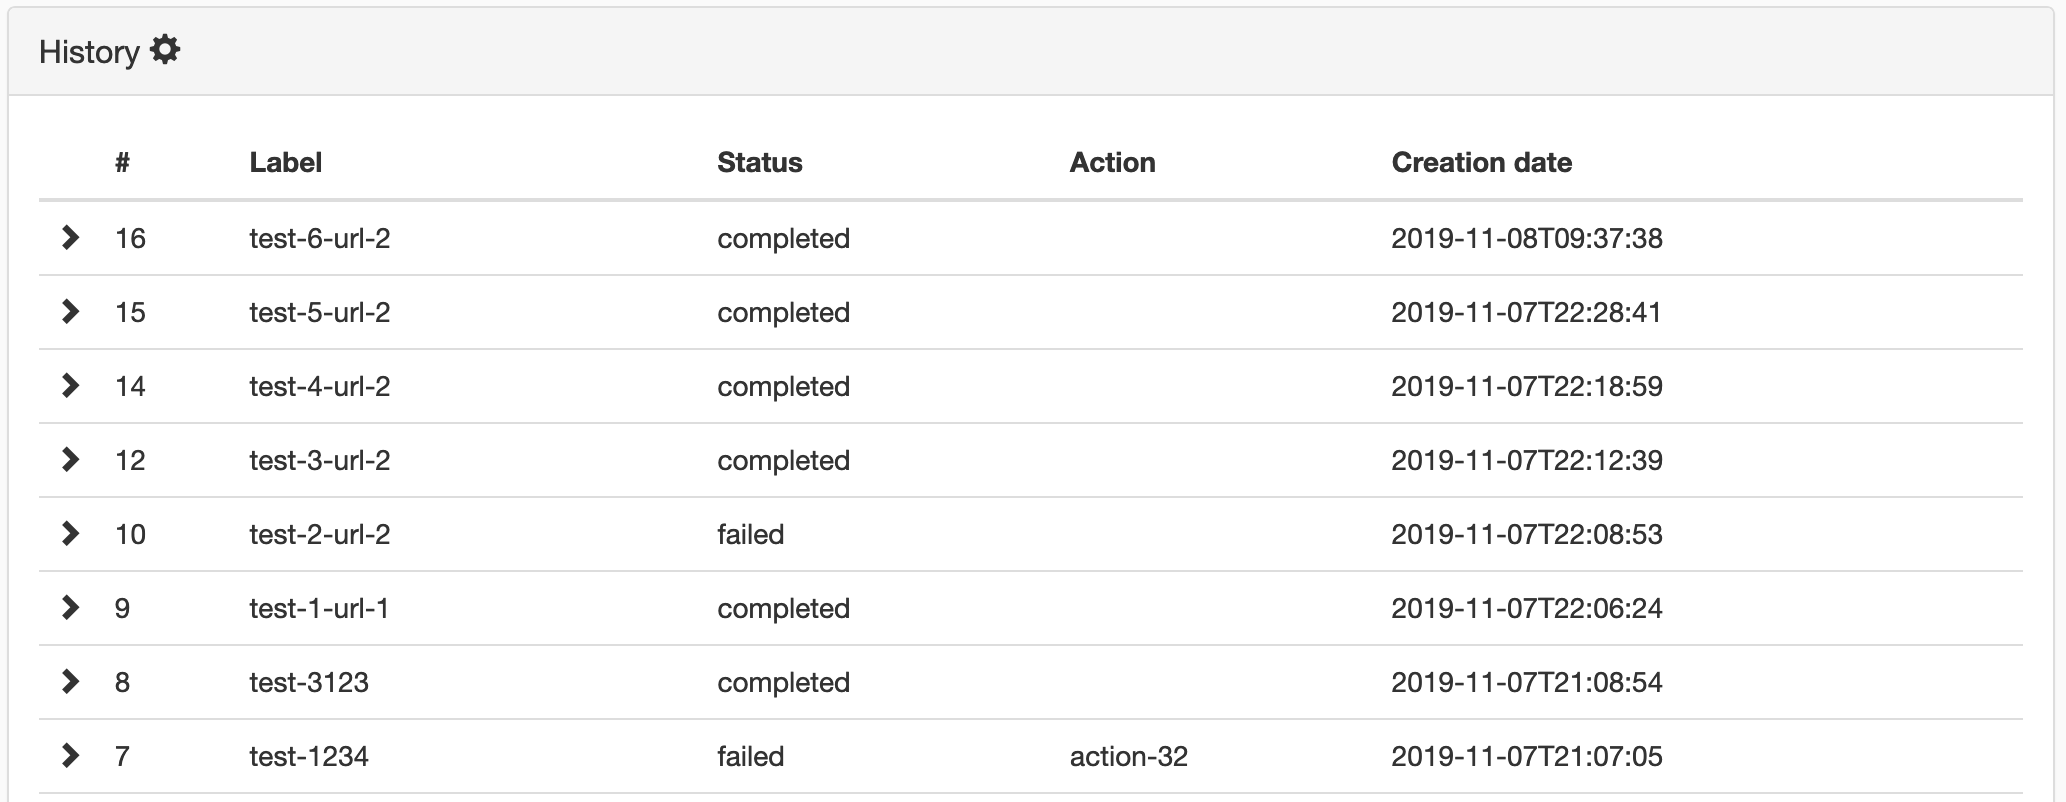 History
# Label Status Action Creation date
16 test-6-url-2 completed 2019-11-08T09:37:38
15 test-5-url-2 completed 2019-11-07T22:28:41
14 test-4-url-2 completed 2019-11-07T22:18:59
12 test-3-url-2 completed 2019-11-07T22:12:39
10 test-2-url-2 failed 2019-11-07T22:08:53
9 test-1-url-1 completed 2019-11-07T22:06:24
8 test-3123 completed 2019-11-07T21:08:54
7 test-1234 failed action-32 2019-11-07T21:07:05